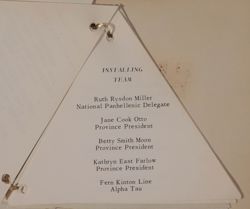 INSTALLING
TEAM
Ruth Rysdon Miller
National Panhellenic Delegate
Jane Cook Otto
Province President
Betty Smith Moon
Province President
Kathryn East Farlow
Province President
Fern Kinton Line
Alpha Tau